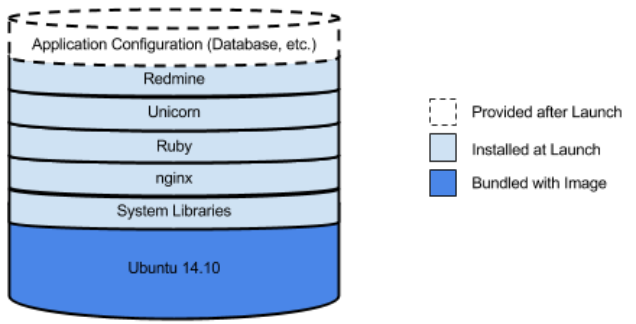 Application Configuration (Database, etc.)
Redmine
Unicorn
Ruby
nginx
System Libraries
Ubuntu 14.10
Provided after Launch
Installed at Launch
Bundled with Image